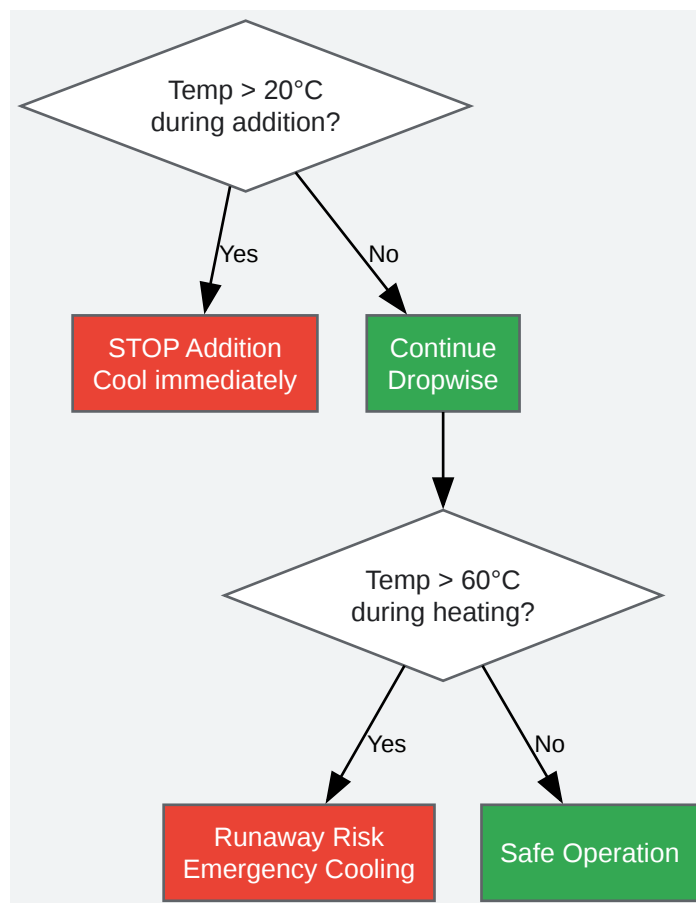 Temp > 20°C
during addition?
Yes
No
STOP Addition
Cool immediately
Continue
Dropwise
Temp > 60°C
during heating?
Yes
No
Runaway Risk
Emergency Cooling
Safe Operation